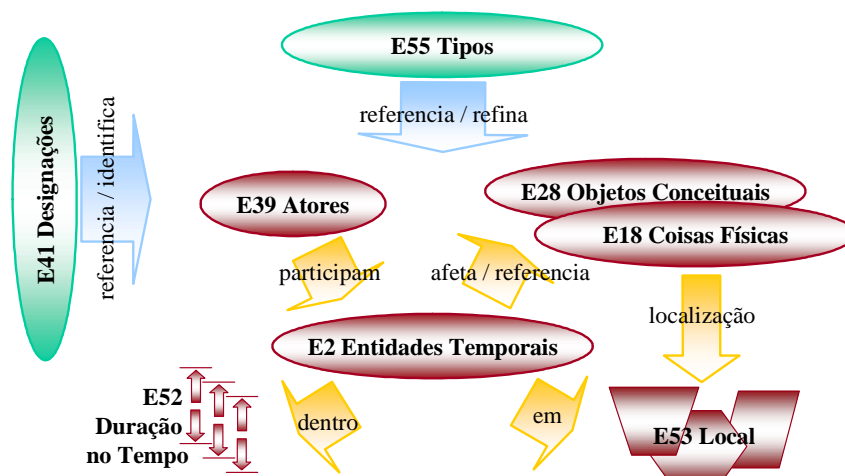 E55 Tipos
referencia / refina
E41 Designações
referencia / identifica
E28 Objetos Conceituais
E39 Atores
E18 Coisas Físicas
participam
afeta / referencia
localização
E2 Entidades Temporais
E52
Duração
no Tempo
dentro
em
E53 Local